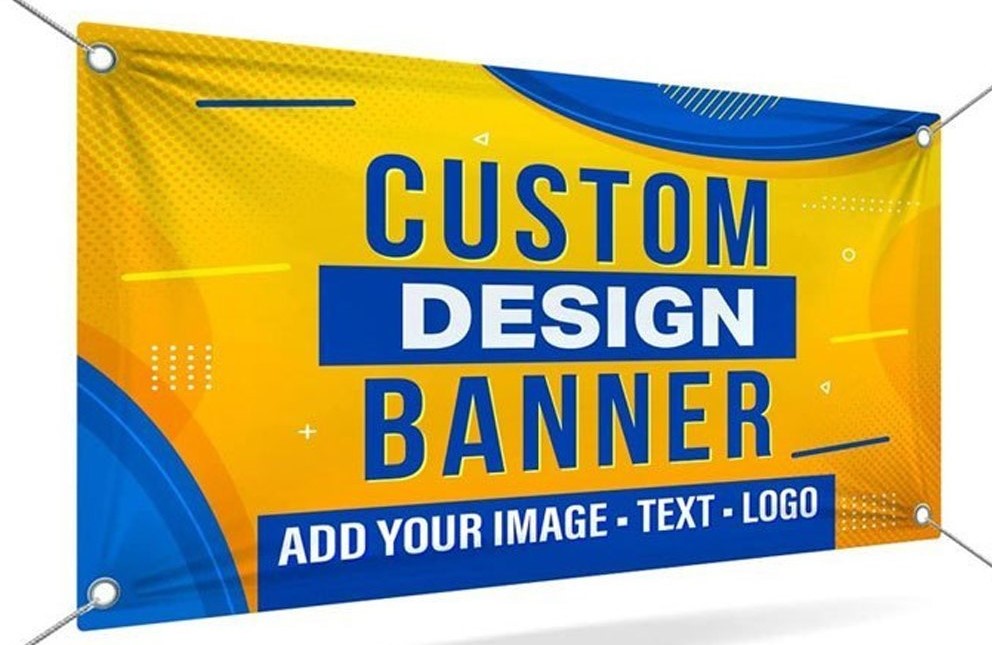 CUSTOM
DESIGN
BANNER
ADD YOUR IMAGE ▪ TEXT ▪ LOGO